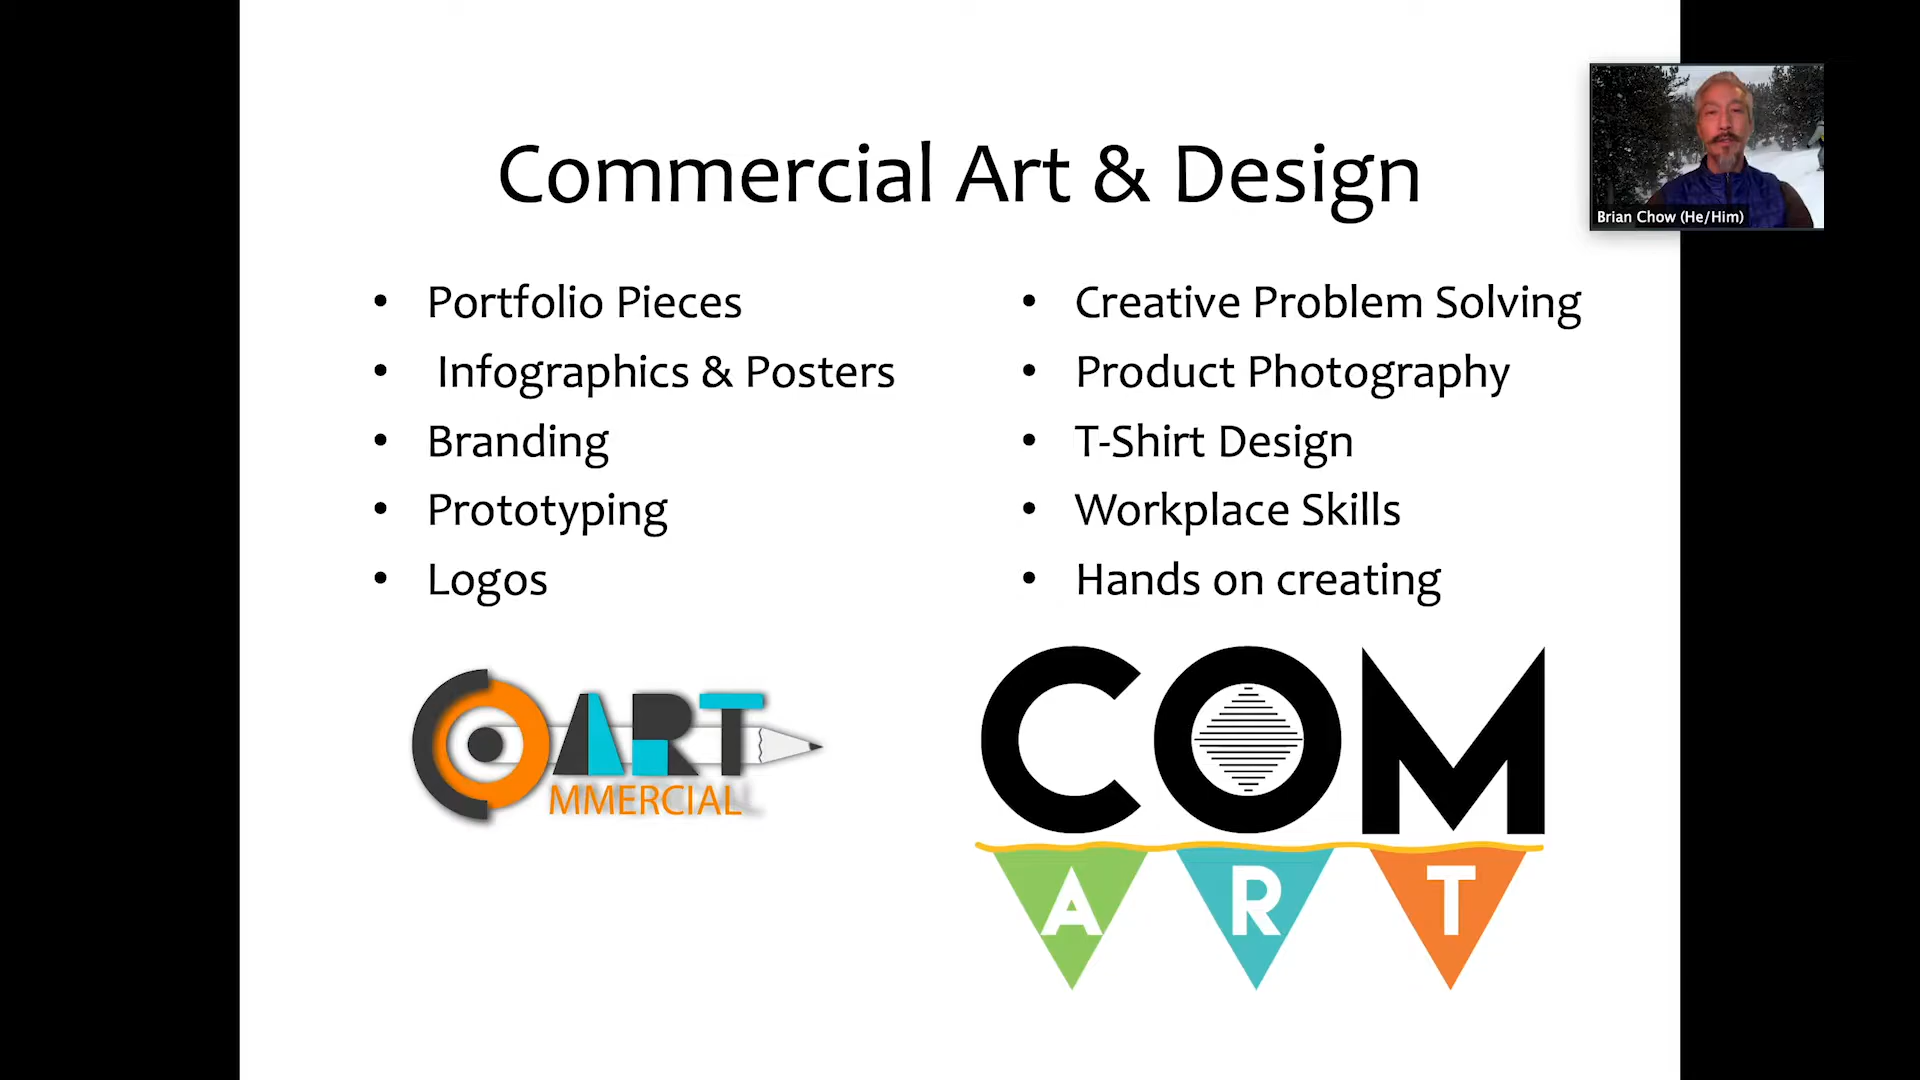 Commercial Art & Design
Brian Chow (He/Him)
• Portfolio Pieces
• Infographics & Posters
• Branding
• Prototyping
• Logos
• Creative Problem Solving
• Product Photography
• T-Shirt Design
• Workplace Skills
• Hands on creating
CO ART
MMERCIAL
COM
A R T